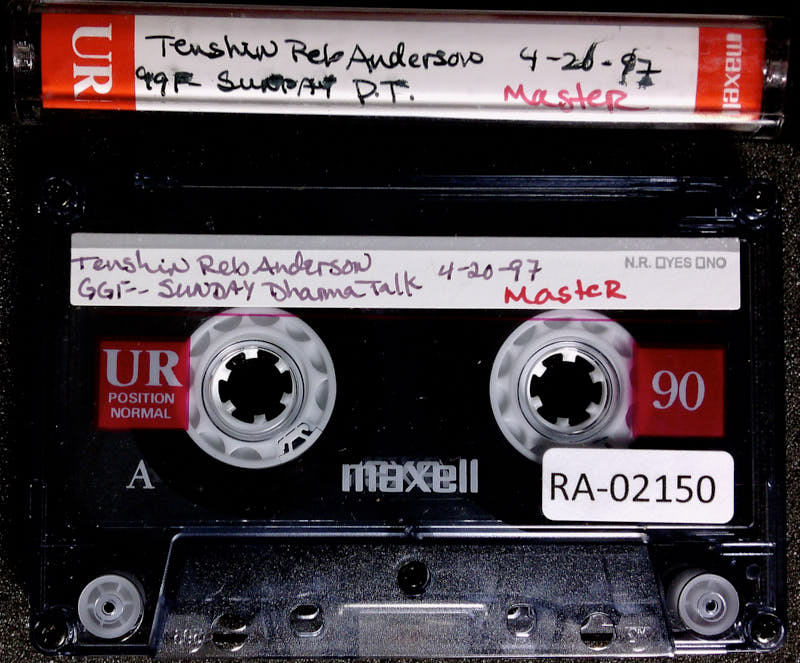 UR
Tenshin Reb Anderson 4-20-97
GGF SUNDAY D.T. Master
maxell
Tenshin Reb Anderson 4-20-97
N.R. YES NO
GGF-- SUNDAY Dharma Talk Master
UR
POSITION
NORMAL
90
A
maxell
RA-02150